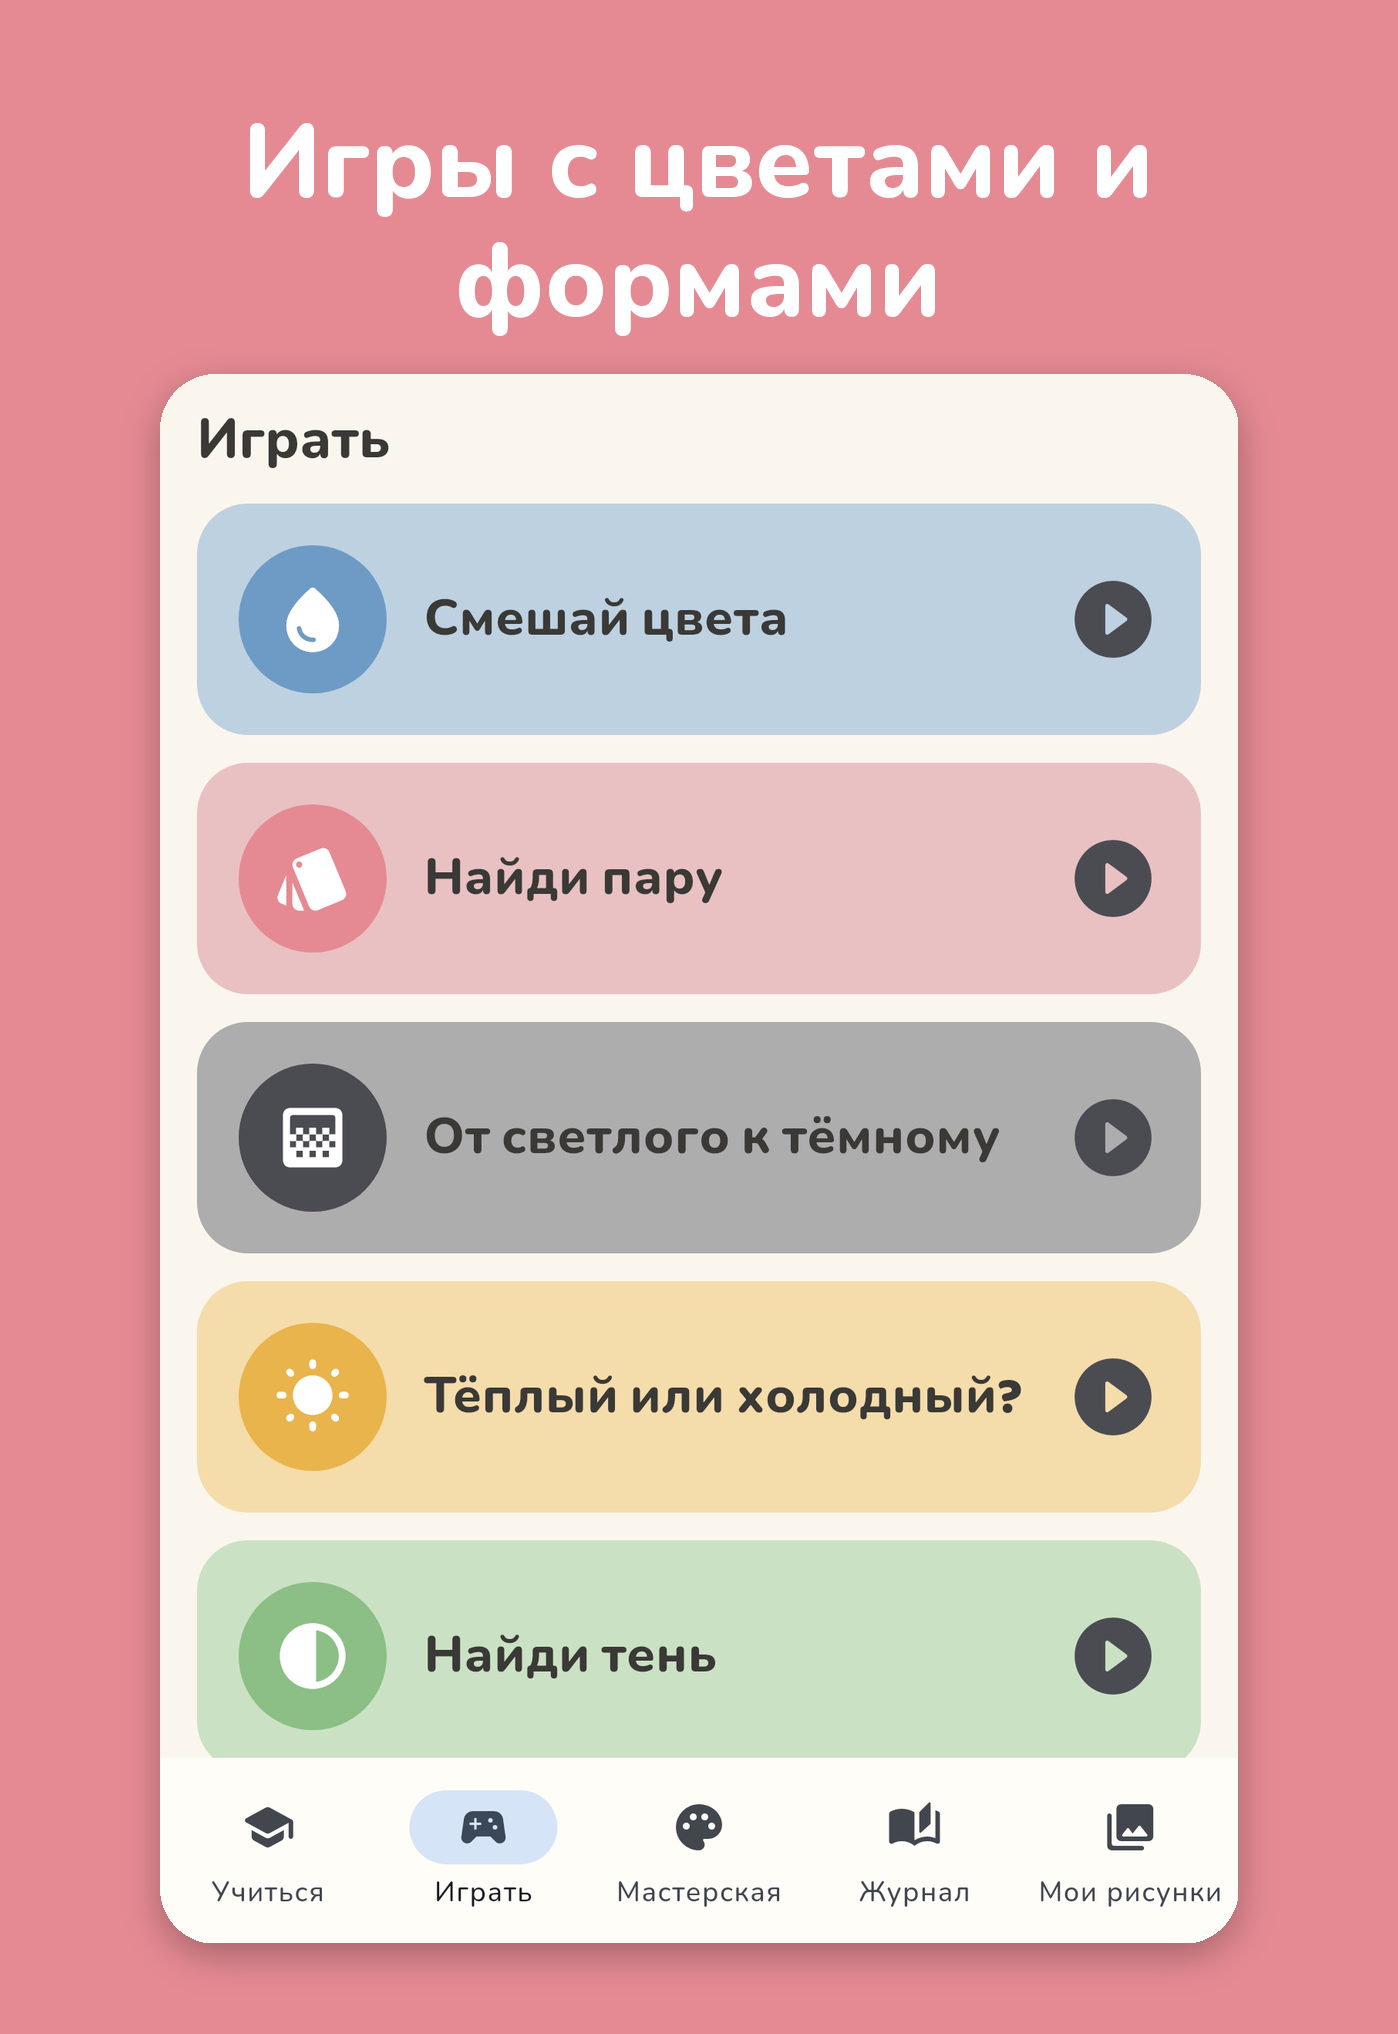 Игры с цветами и
формами
Играть
Смешай цвета
Найди пару
От светлого к тёмному
Тёплый или холодный?
Найди тень
Учиться
Играть
Мастерская
Журнал
Мои рисунки